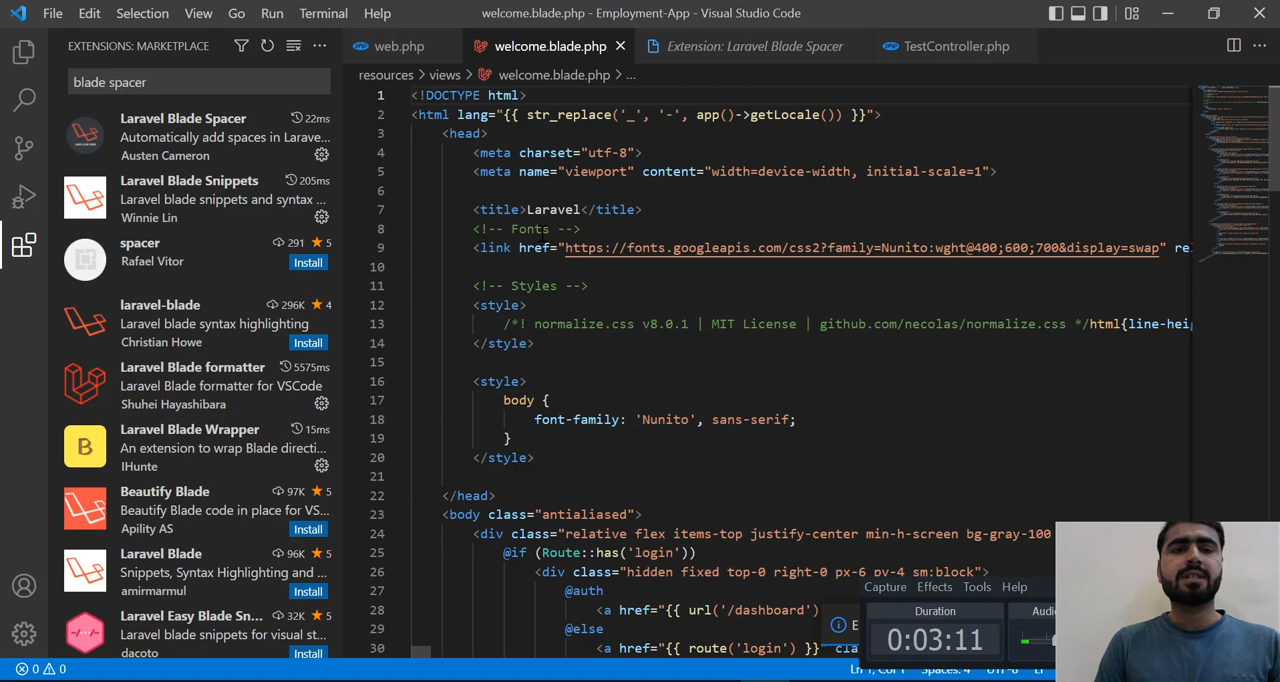 File Edit Selection View Go Run Terminal Help welcome.blade.php - Employment-App - Visual Studio Code
EXTENSIONS: MARKETPLACE
web.php welcome.blade.php Extension: Laravel Blade Spacer TestController.php
resources > views > welcome.blade.php > ...
blade spacer
Laravel Blade Spacer 22ms
Automatically add spaces in Larave...
Austen Cameron
Laravel Blade Snippets 205ms
Laravel blade snippets and syntax ...
Winnie Lin
spacer 291 ★ 5
Rafael Vitor Install
laravel-blade 296K ★ 4
Laravel blade syntax highlighting
Christian Howe Install
Laravel Blade formatter 5575ms
Laravel Blade formatter for VSCode
Shuhei Hayashibara
B
Laravel Blade Wrapper 15ms
An extension to wrap Blade directi...
IHunte
Beautify Blade 97K ★ 5
Beautify Blade code in place for VS...
Apility AS Install
Laravel Blade 96K ★ 5
Snippets, Syntax Highlighting and ...
amirmarmul Install
Laravel Easy Blade Sn... 32K ★ 5
Laravel blade snippets for visual st...
dacoto Install
1 <!DOCTYPE html>
2 <html lang="{{ str_replace('_', '-', app()->getLocale()) }}">
3 <head>
4 <meta charset="utf-8">
5 <meta name="viewport" content="width=device-width, initial-scale=1">
6
7 <title>Laravel</title>
8 <!-- Fonts -->
9 <link href="https://fonts.googleapis.com/css2?family=Nunito:wght@400;600;700&display=swap" re
10
11 <!-- Styles -->
12 <style>
13 /*! normalize.css v8.0.1 | MIT License | github.com/necolas/normalize.css */html{line-hei
14 </style>
15
16 <style>
17 body {
18 font-family: 'Nunito', sans-serif;
19 }
20 </style>
21
22 </head>
23 <body class="antialiased">
24 <div class="relative flex items-top justify-center min-h-screen bg-gray-100
25 @if (Route::has('login'))
26 <div class="hidden fixed top-0 right-0 px-6 py-4 sm:block">
27 @auth
28 <a href="{{ url('/dashboard')
29 @else
30 <a href="{{ route('login') }}" cla
Capture Effects Tools Help
Duration Audi
0:03:11
E
0 0
Ln 1, Col 1 Spaces: 4 UTF-8